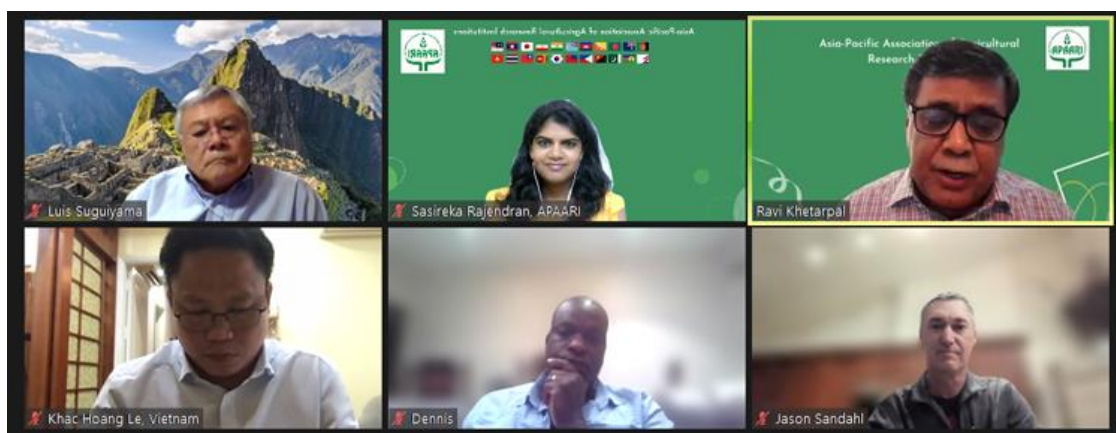 Luis Suguiyama
Asia-Pacific Association of Agricultural Research Institutions
APAARI
Sasireka Rajendran, APAARI
Asia-Pacific Association
Agricultural
Research
APAARI
Ravi Khetarpal
Khac Hoang Le, Vietnam
Dennis
Jason Sandahl